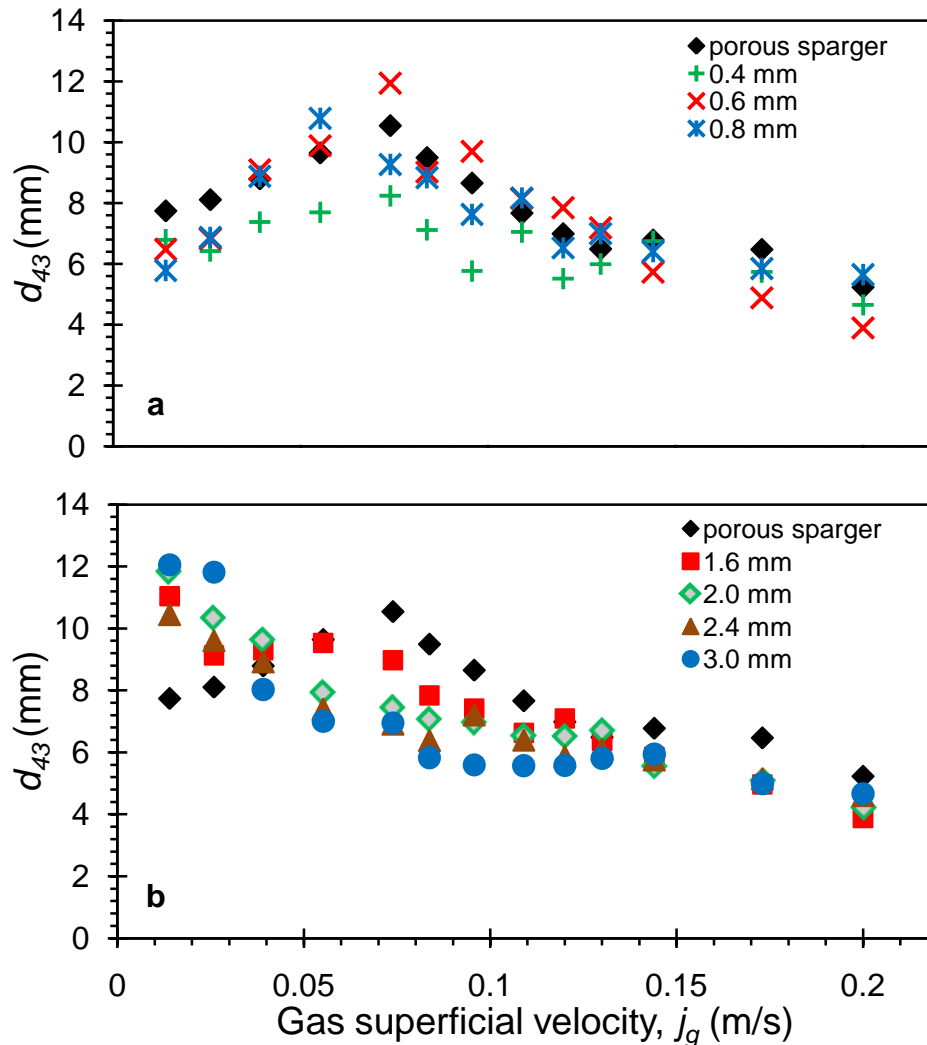 14
12
10
8
6
4
2
0
d43 (mm)
porous sparger
0.4 mm
0.6 mm
0.8 mm
a
14
12
10
8
6
4
2
0
d43 (mm)
porous sparger
1.6 mm
2.0 mm
2.4 mm
3.0 mm
b
0 0.05 0.1 0.15 0.2
Gas superficial velocity, jg (m/s)